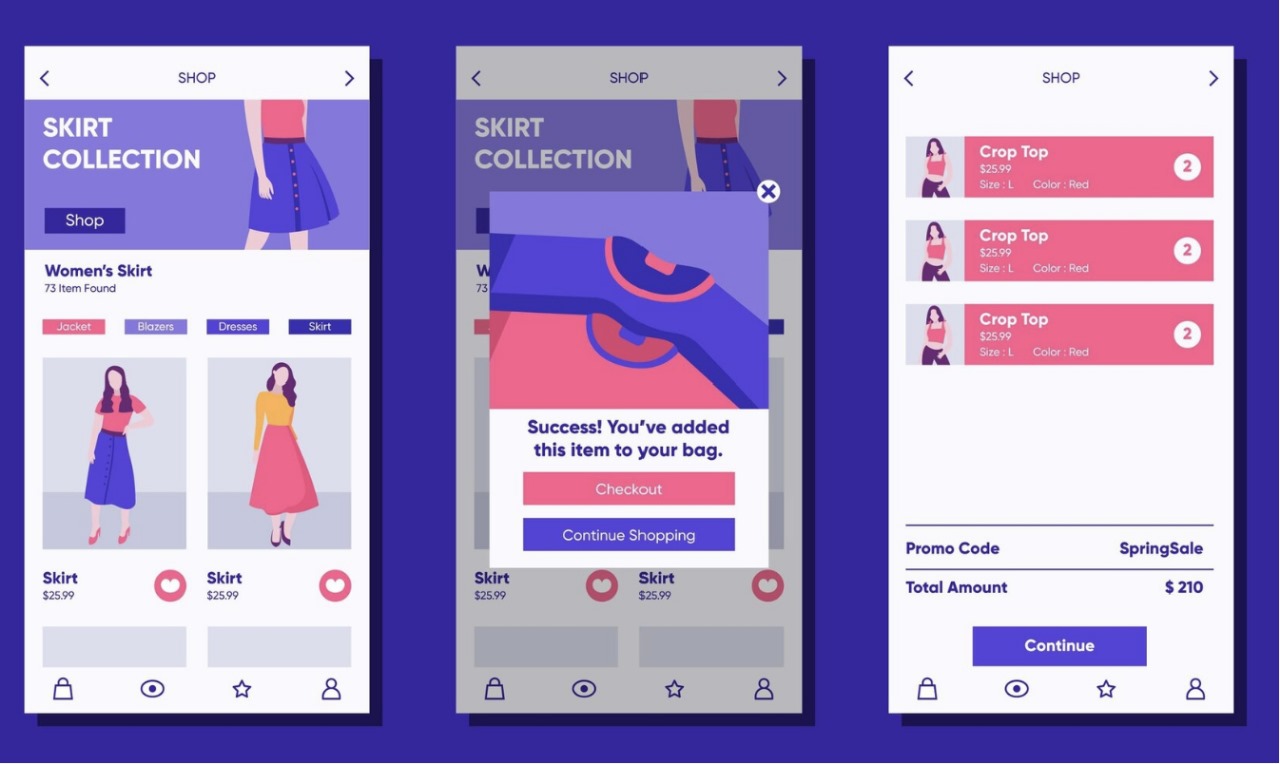 SHOP
SKIRT
COLLECTION
Shop
Women's Skirt
73 Item Found
Jacket Blazers Dresses Skirt
Skirt Skirt
$25.99 $25.99
SHOP
SKIRT
COLLECTION
W
73
Success! You've added
this item to your bag.
Checkout
Continue Shopping
Skirt Skirt
$25.99 $25.99
SHOP
Crop Top
$25.99
2
Size : L Color : Red
Crop Top
$25.99
2
Size : L Color : Red
Crop Top
$25.99
2
Size : L Color : Red
Promo Code SpringSale
Total Amount $ 210
Continue